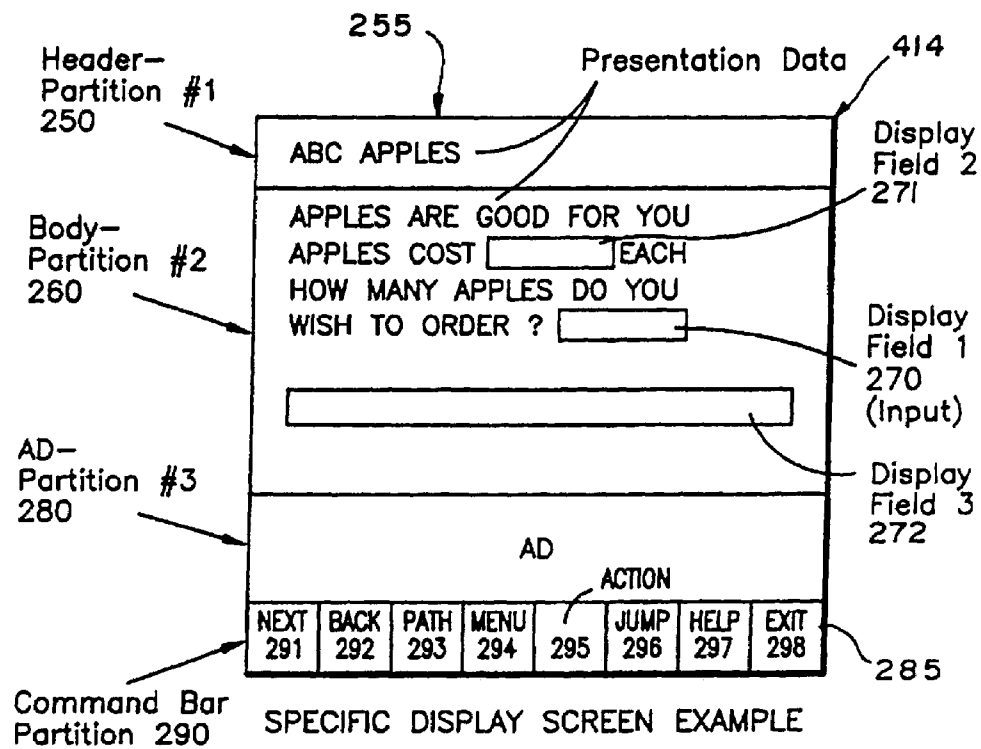 255
Presentation Data
414
Header–
Partition #1
250
ABC APPLES
Display
Field 2
271
Body–
Partition #2
260
APPLES ARE GOOD FOR YOU
APPLES COST EACH
HOW MANY APPLES DO YOU
WISH TO ORDER ?
Display
Field 1
270
(Input)
AD–
Partition #3
280
Display
Field 3
272
AD
ACTION
NEXT BACK PATH MENU JUMP HELP EXIT
291 292 293 294 295 296 297 298
285
Command Bar
Partition 290
SPECIFIC DISPLAY SCREEN EXAMPLE